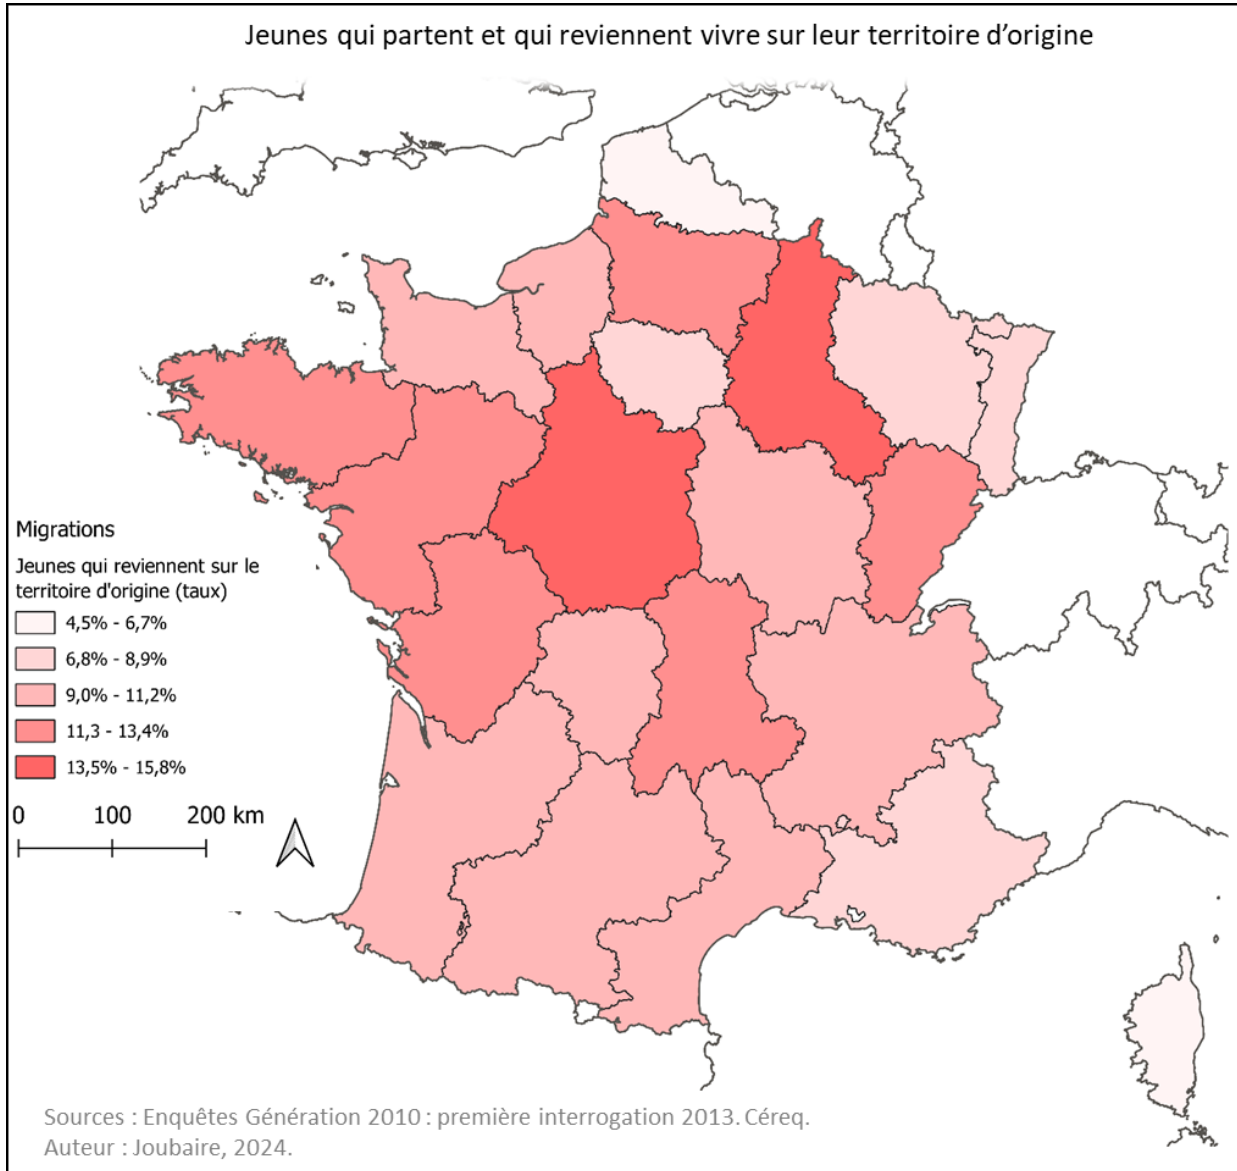 Jeunes qui partent et qui reviennent vivre sur leur territoire d’origine
Migrations
Jeunes qui reviennent sur le
territoire d'origine (taux)
4,5% - 6,7%
6,8% - 8,9%
9,0% - 11,2%
11,3 - 13,4%
13,5% - 15,8%
0 100 200 km
Sources : Enquêtes Génération 2010 : première interrogation 2013. Céreq.
Auteur : Joubaire, 2024.